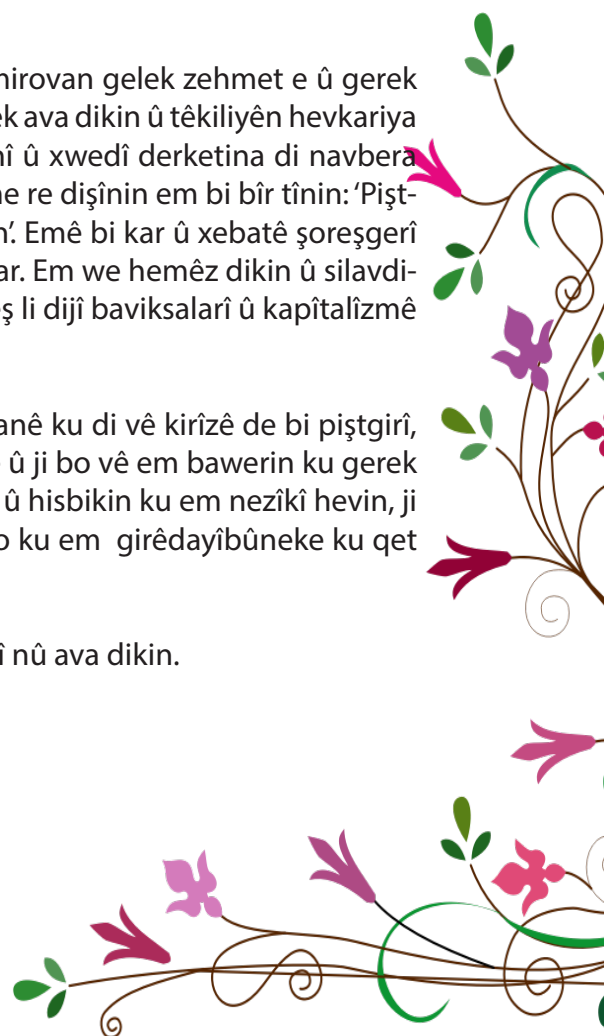 mirovan gelek zehmet e û gerek
ek ava dikin û têkiliyên hevkariya
nî û xwedî derketina di navbera
ne re dişînin em bi bîr tînin: ‘Pişt-
n’. Emê bi kar û xebatê şoreşgerî
ar. Em we hemêz dikin û silavdi-
ş li dijî baviksalarî û kapîtalîzmê
anê ku di vê kirîzê de bi piştgirî,
û ji bo vê em bawerin ku gerek
û hisbikin ku em nezîkî hevin, ji
o ku em girêdayîbûneke ku qet
î nû ava dikin.